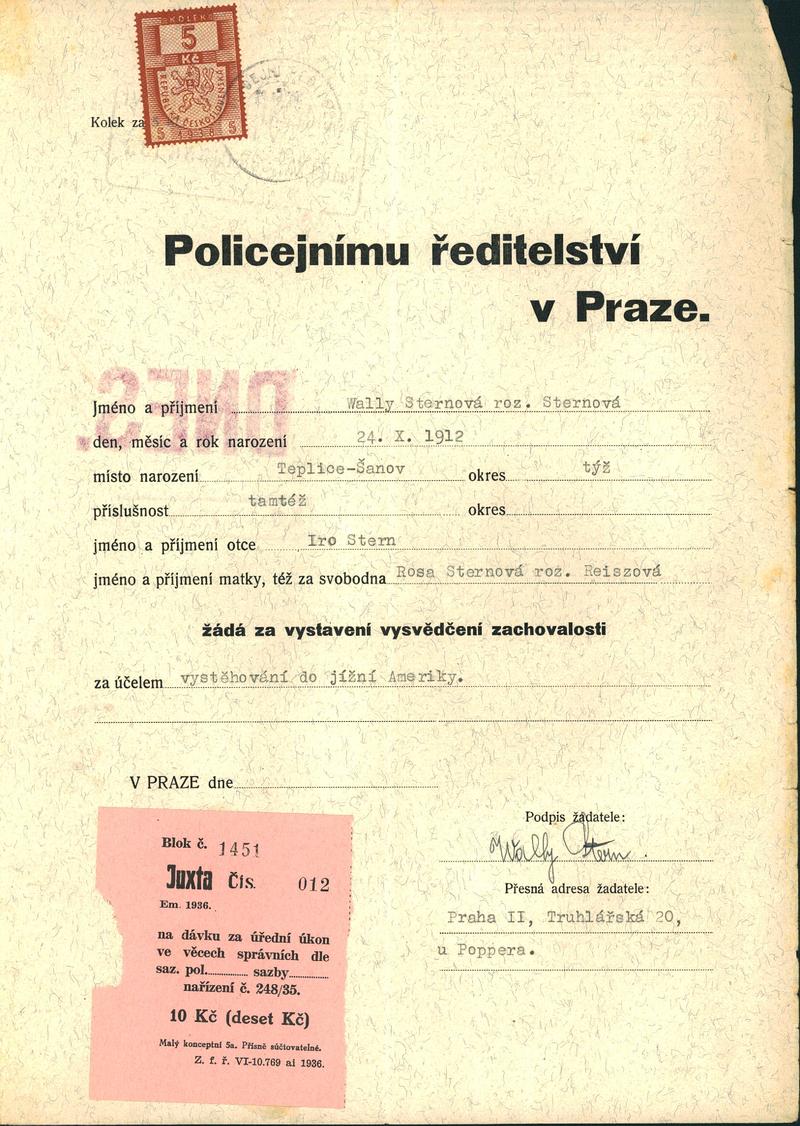 KOLEK
5
Kč
REPUBLIKA ČESKOSLOVENSKÁ
5 1938 5
Kolek za
Policejnímu ředitelství
v Praze.
DNES.
Jméno a příjmení Wally Sternová roz. Sternová
den, měsíc a rok narození 24. X. 1912
místo narození Teplice-Šanov okres týž
příslušnost tamtéž okres
jméno a příjmení otce Iro Stern
jméno a příjmení matky, též za svobodna Rosa Sternová roz. Reiszová
žádá za vystavení vysvědčení zachovalosti
za účelem vystěhování do jížní Ameriky.
V PRAZE dne
Podpis žadatele:
Wally Stern.
Přesná adresa žadatele:
Praha II, Truhlářská 20,
u Poppera.
Blok č. 1451
Juxta Čís. 012
Em. 1936.
na dávku za úřední úkon
ve věcech správních dle
saz. pol. sazby
nařízení č. 248/35.
10 Kč (deset Kč)
Malý konceptní 5a. Přísně súčtovatelné.
Z. f. ř. VI-10.769 ai 1936.